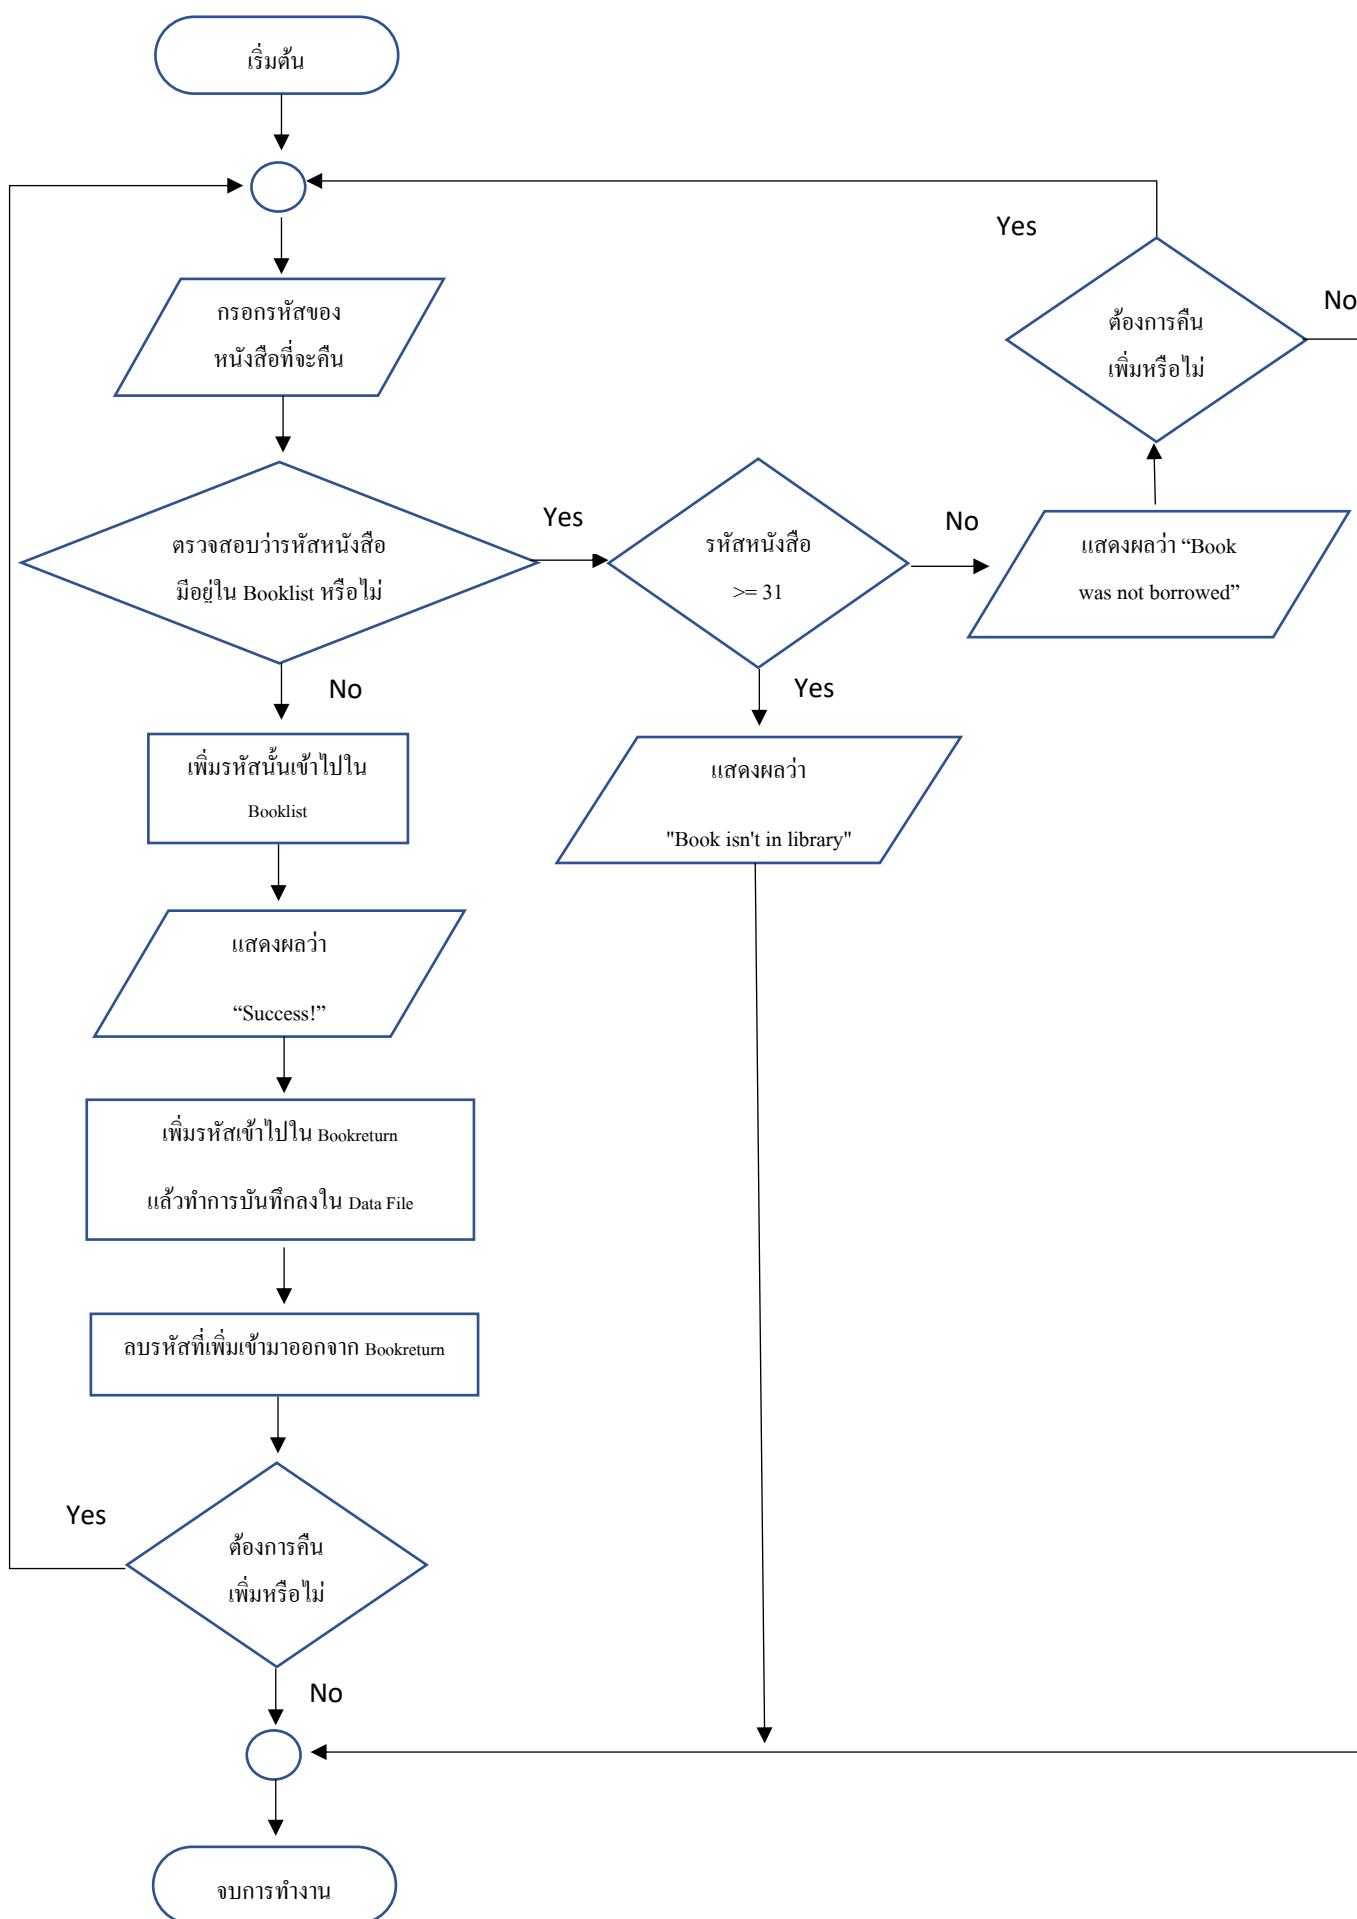 เริ่มต้น
Yes
กรอกรหัสของ
หนังสือที่จะคืน
ต้องการคืน
เพิ่มหรือไม่
No
ตรวจสอบว่ารหัสหนังสือ
มีอยู่ใน Booklist หรือไม่
Yes
รหัสหนังสือ
>= 31
No
แสดงผลว่า “Book
was not borrowed”
No
Yes
เพิ่มรหัสนั้นเข้าไปใน
Booklist
แสดงผลว่า
"Book isn't in library"
แสดงผลว่า
“Success!”
เพิ่มรหัสเข้าไปใน Bookreturn
แล้วทำการบันทึกลงใน Data File
ลบรหัสที่เพิ่มเข้ามาออกจาก Bookreturn
Yes
ต้องการคืน
เพิ่มหรือไม่
No
จบการทำงาน